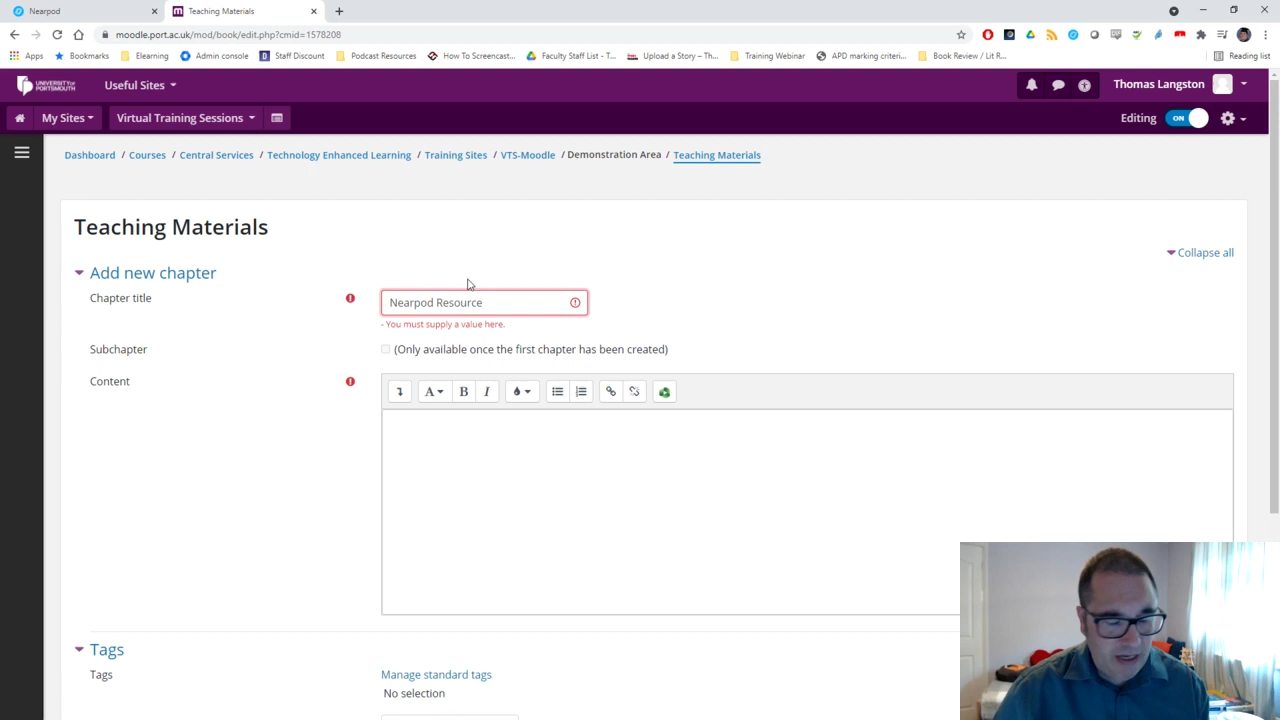 Nearpod
Teaching Materials
moodle.port.ac.uk/mod/book/edit.php?cmid=1578208
Apps
Bookmarks
Elearning
Admin console
Staff Discount
Podcast Resources
How To Screencast...
Faculty Staff List - T...
Upload a Story – Th...
Training Webinar
APD marking criteri...
Book Review / Lit R...
Reading list
UNIVERSITY OF PORTSMOUTH
Useful Sites
Thomas Langston
My Sites
Virtual Training Sessions
Editing ON
Dashboard / Courses / Central Services / Technology Enhanced Learning / Training Sites / VTS-Moodle / Demonstration Area / Teaching Materials
Teaching Materials
Collapse all
Add new chapter
Chapter title
Nearpod Resource
- You must supply a value here.
Subchapter
(Only available once the first chapter has been created)
Content
A B I
Tags
Tags
Manage standard tags
No selection